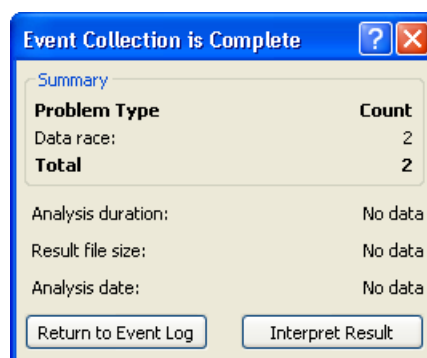 Event Collection is Complete
Summary
Problem Type Count
Data race: 2
Total 2
Analysis duration: No data
Result file size: No data
Analysis date: No data
Return to Event Log Interpret Result